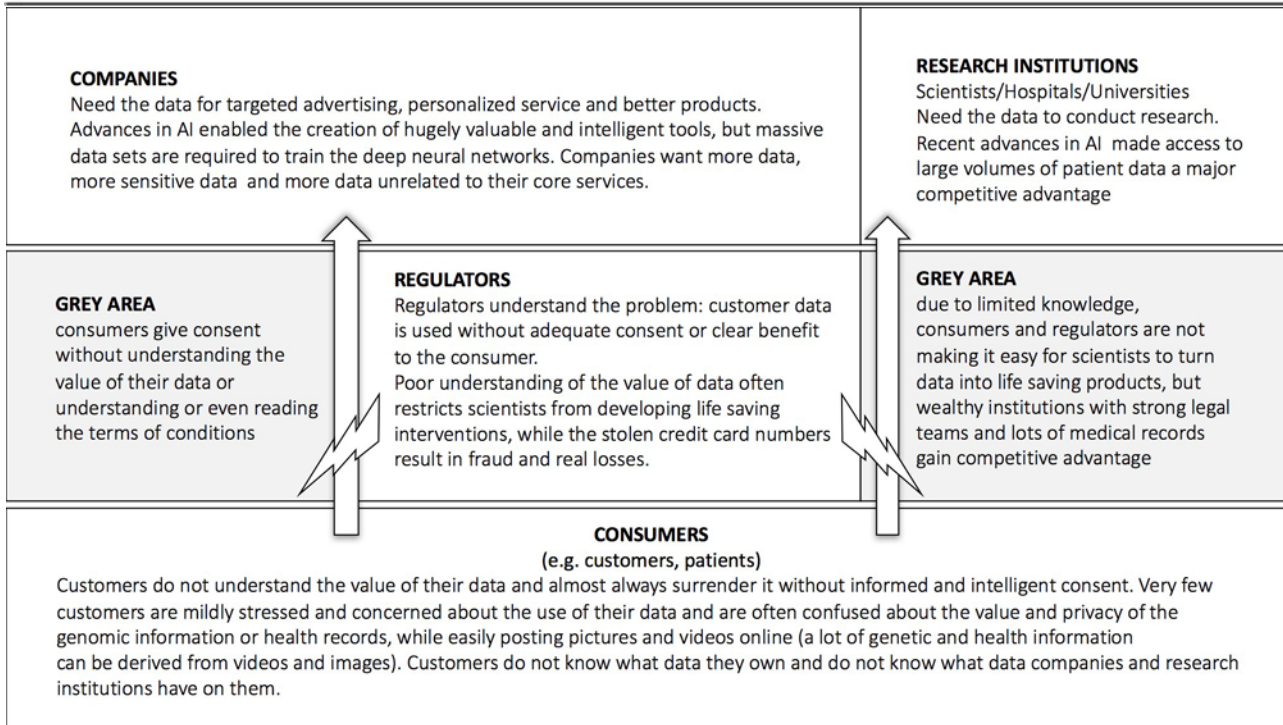 COMPANIES
Need the data for targeted advertising, personalized service and better products.
Advances in AI enabled the creation of hugely valuable and intelligent tools, but massive
data sets are required to train the deep neural networks. Companies want more data,
more sensitive data and more data unrelated to their core services.
RESEARCH INSTITUTIONS
Scientists/Hospitals/Universities
Need the data to conduct research.
Recent advances in AI made access to
large volumes of patient data a major
competitive advantage
GREY AREA
consumers give consent
without understanding the
value of their data or
understanding or even reading
the terms of conditions
REGULATORS
Regulators understand the problem: customer data
is used without adequate consent or clear benefit
to the consumer.
Poor understanding of the value of data often
restricts scientists from developing life saving
interventions, while the stolen credit card numbers
result in fraud and real losses.
GREY AREA
due to limited knowledge,
consumers and regulators are not
making it easy for scientists to turn
data into life saving products, but
wealthy institutions with strong legal
teams and lots of medical records
gain competitive advantage
CONSUMERS
(e.g. customers, patients)
Customers do not understand the value of their data and almost always surrender it without informed and intelligent consent. Very few
customers are mildly stressed and concerned about the use of their data and are often confused about the value and privacy of the
genomic information or health records, while easily posting pictures and videos online (a lot of genetic and health information
can be derived from videos and images). Customers do not know what data they own and do not know what data companies and research
institutions have on them.